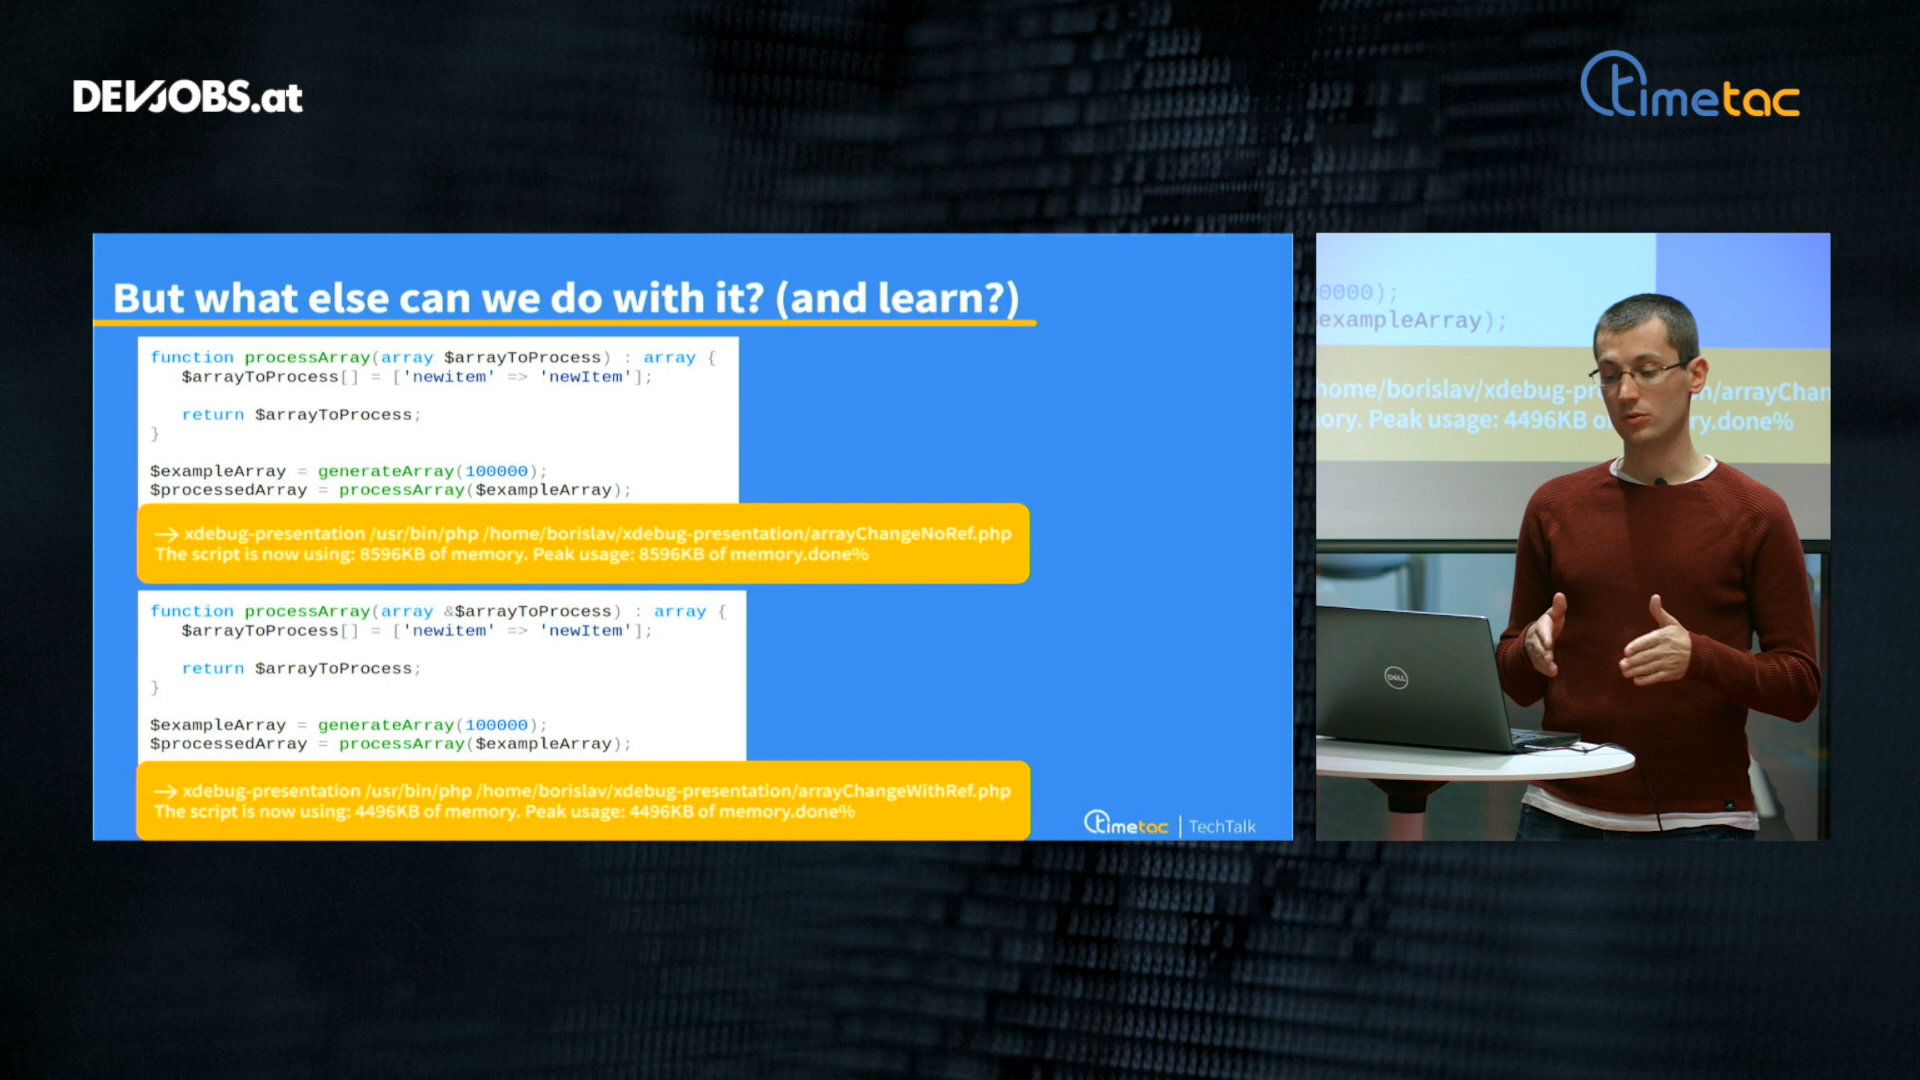 DEVJOBS.at
timetac
But what else can we do with it? (and learn?)
function processArray(array $arrayToProcess) : array {
$arrayToProcess[] = ['newitem' => 'newItem'];
return $arrayToProcess;
}
$exampleArray = generateArray(100000);
$processedArray = processArray($exampleArray);
→ xdebug-presentation /usr/bin/php /home/borislav/xdebug-presentation/arrayChangeNoRef.php
The script is now using: 8596KB of memory. Peak usage: 8596KB of memory.done%
function processArray(array &$arrayToProcess) : array {
$arrayToProcess[] = ['newitem' => 'newItem'];
return $arrayToProcess;
}
$exampleArray = generateArray(100000);
$processedArray = processArray($exampleArray);
→ xdebug-presentation /usr/bin/php /home/borislav/xdebug-presentation/arrayChangeWithRef.php
The script is now using: 4496KB of memory. Peak usage: 4496KB of memory.done%
timetac | TechTalk
0000);
exampleArray);
home/borislav/xdebug-pr n/arrayChan
ory. Peak usage: 4496KB o ry.done%
DELL